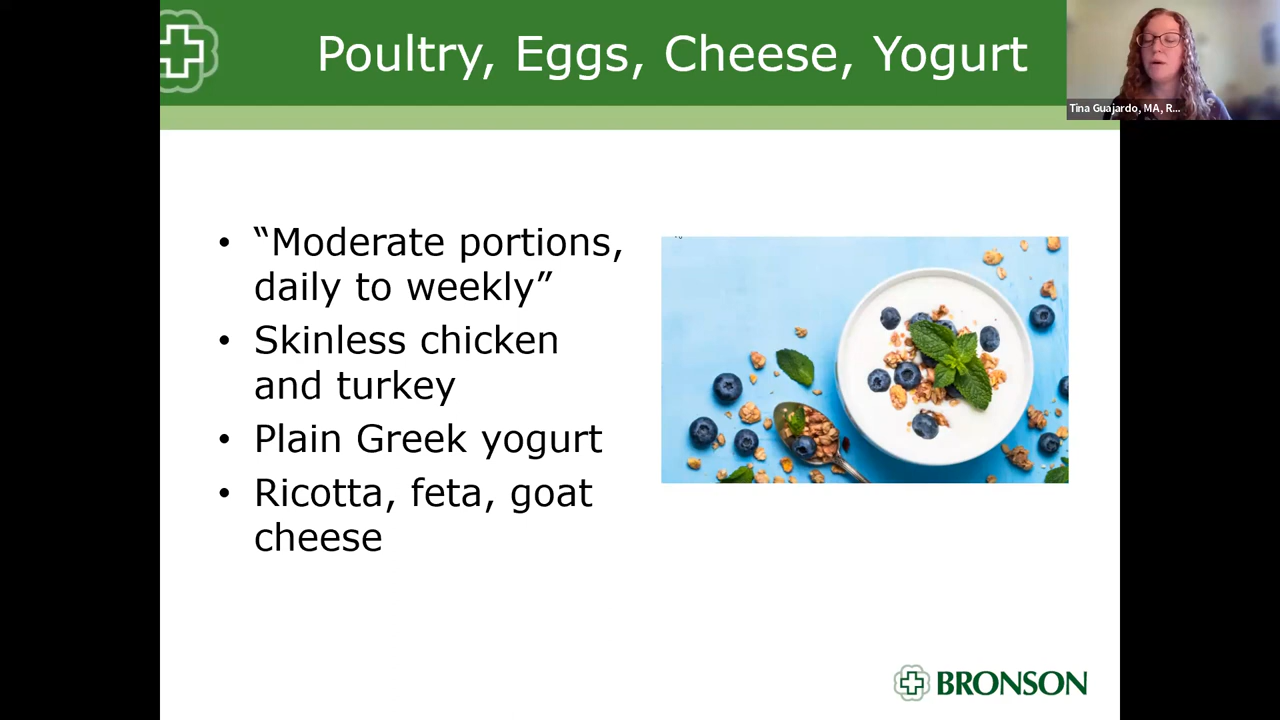 Poultry, Eggs, Cheese, Yogurt
Tina Guajardo, MA, R...
• “Moderate portions,
daily to weekly”
• Skinless chicken
and turkey
• Plain Greek yogurt
• Ricotta, feta, goat
cheese
BRONSON